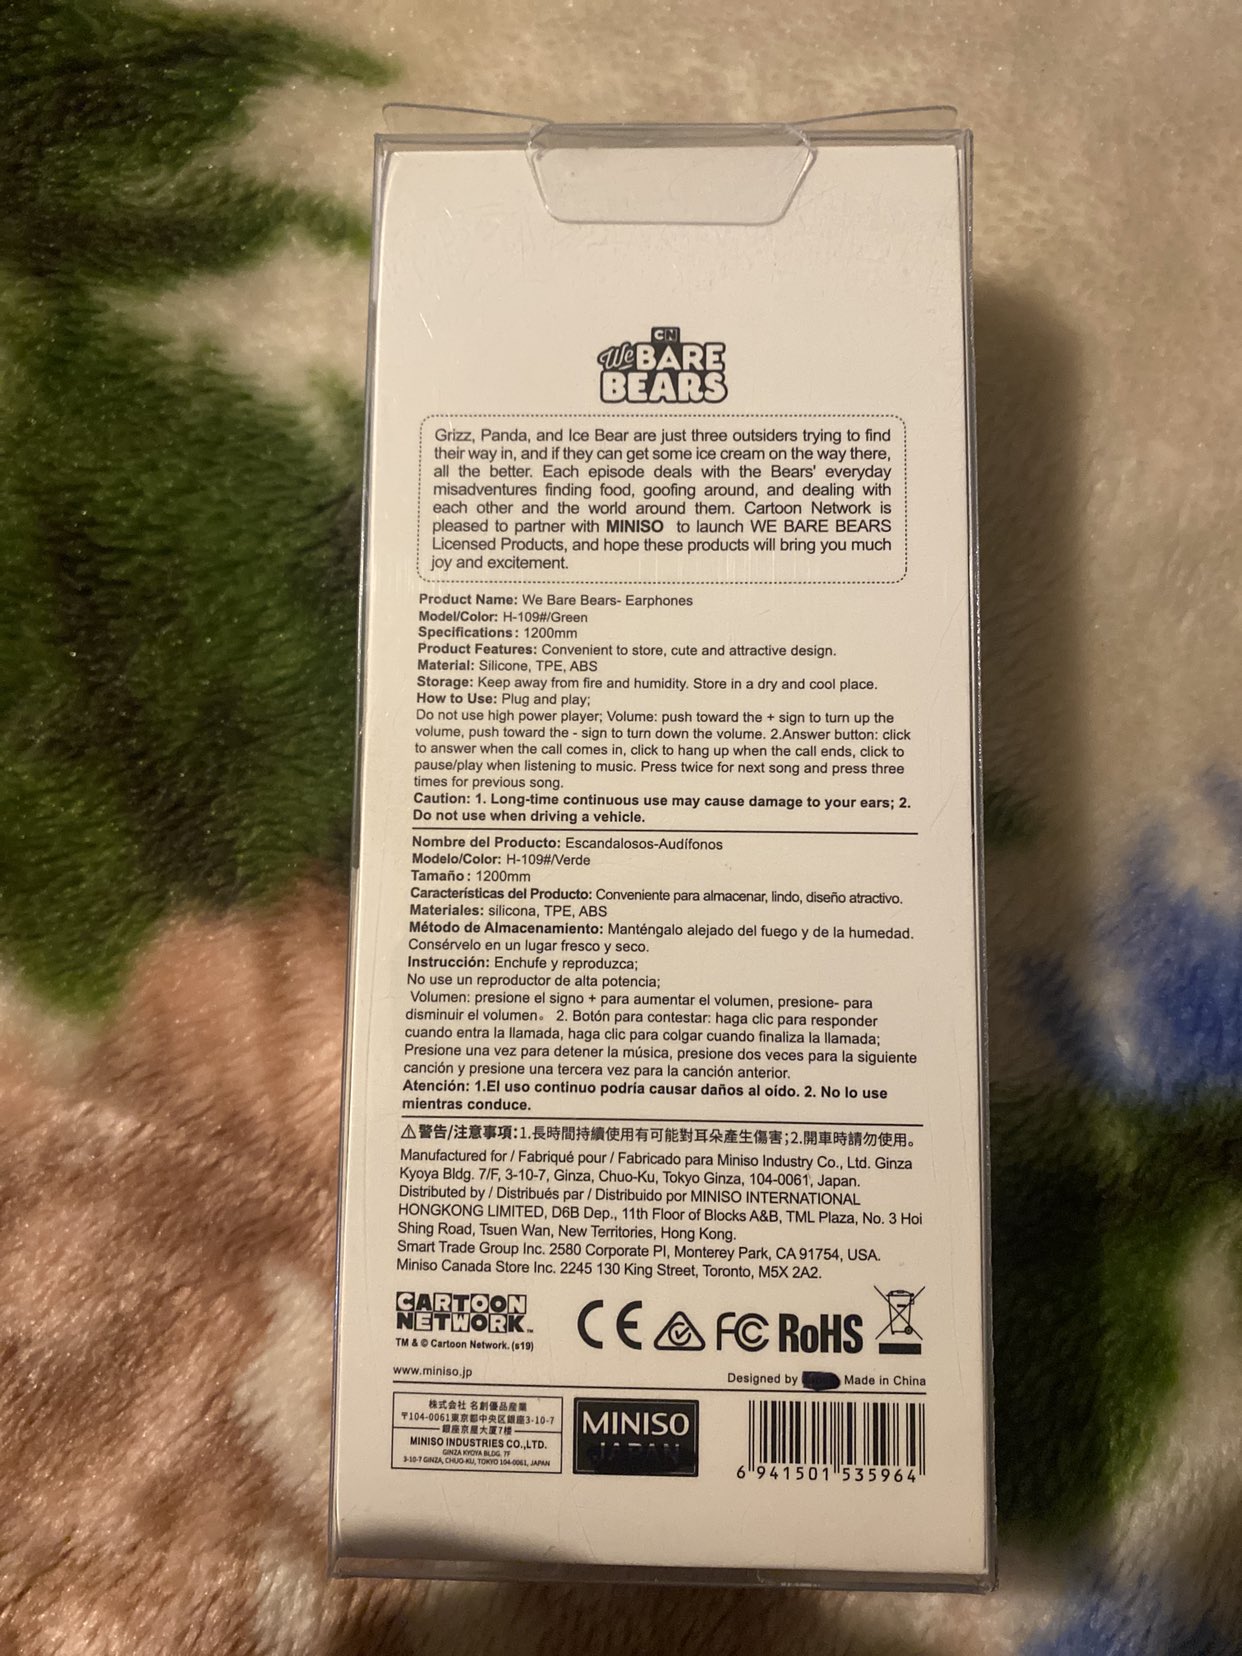 CN
We BARE
BEARS
Grizz, Panda, and Ice Bear are just three outsiders trying to find
their way in, and if they can get some ice cream on the way there,
all the better. Each episode deals with the Bears' everyday
misadventures finding food, goofing around, and dealing with
each other and the world around them. Cartoon Network is
pleased to partner with MINISO to launch WE BARE BEARS
Licensed Products, and hope these products will bring you much
joy and excitement.
Product Name: We Bare Bears- Earphones
Model/Color: H-109#/Green
Specifications: 1200mm
Product Features: Convenient to store, cute and attractive design.
Material: Silicone, TPE, ABS
Storage: Keep away from fire and humidity. Store in a dry and cool place.
How to Use: Plug and play;
Do not use high power player; Volume: push toward the + sign to turn up the
volume, push toward the - sign to turn down the volume. 2.Answer button: click
to answer when the call comes in, click to hang up when the call ends, click to
pause/play when listening to music. Press twice for next song and press three
times for previous song.
Caution: 1. Long-time continuous use may cause damage to your ears; 2.
Do not use when driving a vehicle.
Nombre del Producto: Escandalosos-Audífonos
Modelo/Color: H-109#/Verde
Tamaño: 1200mm
Características del Producto: Conveniente para almacenar, lindo, diseño atractivo.
Materiales: silicona, TPE, ABS
Método de Almacenamiento: Manténgalo alejado del fuego y de la humedad.
Consérvelo en un lugar fresco y seco.
Instrucción: Enchufe y reproduzca;
No use un reproductor de alta potencia;
Volumen: presione el signo + para aumentar el volumen, presione- para
disminuir el volumen。 2. Botón para contestar: haga clic para responder
cuando entra la llamada, haga clic para colgar cuando finaliza la llamada;
Presione una vez para detener la música, presione dos veces para la siguiente
canción y presione una tercera vez para la canción anterior.
Atención: 1.El uso continuo podría causar daños al oído. 2. No lo use
mientras conduce.
⚠警告/注意事項:1.長時間持續使用有可能對耳朵產生傷害;2.開車時請勿使用。
Manufactured for / Fabriqué pour / Fabricado para Miniso Industry Co., Ltd. Ginza
Kyoya Bldg. 7/F, 3-10-7, Ginza, Chuo-Ku, Tokyo Ginza, 104-0061, Japan.
Distributed by / Distribués par / Distribuido por MINISO INTERNATIONAL
HONGKONG LIMITED, D6B Dep., 11th Floor of Blocks A&B, TML Plaza, No. 3 Hoi
Shing Road, Tsuen Wan, New Territories, Hong Kong.
Smart Trade Group Inc. 2580 Corporate Pl, Monterey Park, CA 91754, USA.
Miniso Canada Store Inc. 2245 130 King Street, Toronto, M5X 2A2.
CARTOON
NETWORK™
TM & © Cartoon Network. (s19)
CE FC RoHS
www.miniso.jp
Designed by Made in China
株式会社 名創優品産業
〒104-0061東京都中央区銀座3-10-7
銀座京屋大厦7楼
MINISO INDUSTRIES CO.,LTD.
GINZA KYOYA BLDG. 7F
3-10-7 GINZA, CHUO-KU, TOKYO 104-0061, JAPAN
MINISO
JAPAN
6 941501 535964